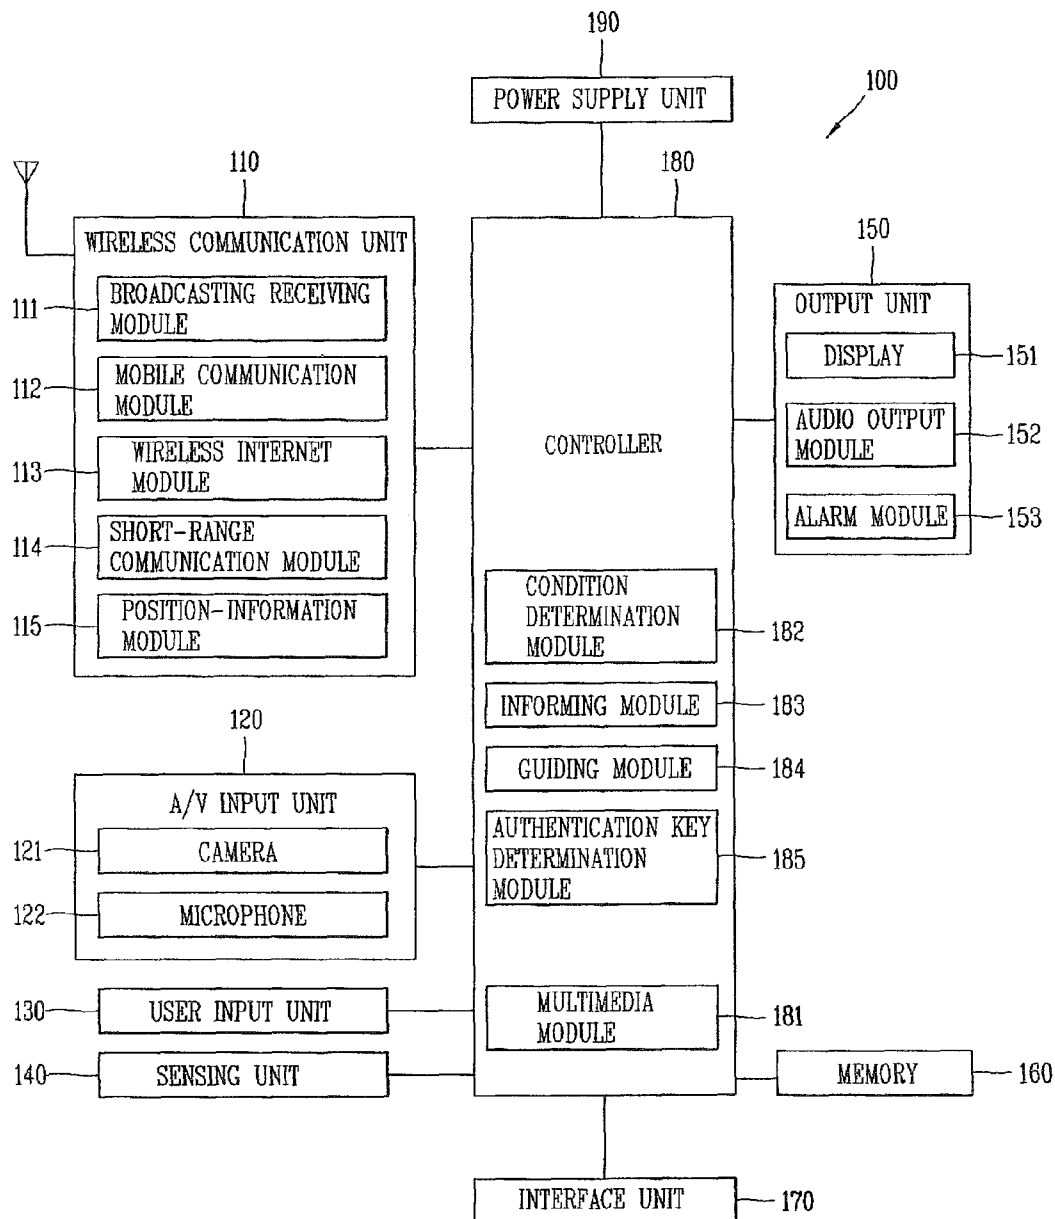 190
POWER SUPPLY UNIT
100
110
WIRELESS COMMUNICATION UNIT
111
BROADCASTING RECEIVING
MODULE
112
MOBILE COMMUNICATION
MODULE
113
WIRELESS INTERNET
MODULE
114
SHORT-RANGE
COMMUNICATION MODULE
115
POSITION-INFORMATION
MODULE
120
A/V INPUT UNIT
121
CAMERA
122
MICROPHONE
130
USER INPUT UNIT
140
SENSING UNIT
180
CONTROLLER
CONDITION
DETERMINATION
MODULE
182
INFORMING MODULE
183
GUIDING MODULE
184
AUTHENTICATION KEY
DETERMINATION
MODULE
185
MULTIMEDIA
MODULE
181
150
OUTPUT UNIT
DISPLAY
151
AUDIO OUTPUT
MODULE
152
ALARM MODULE
153
MEMORY
160
INTERFACE UNIT
170